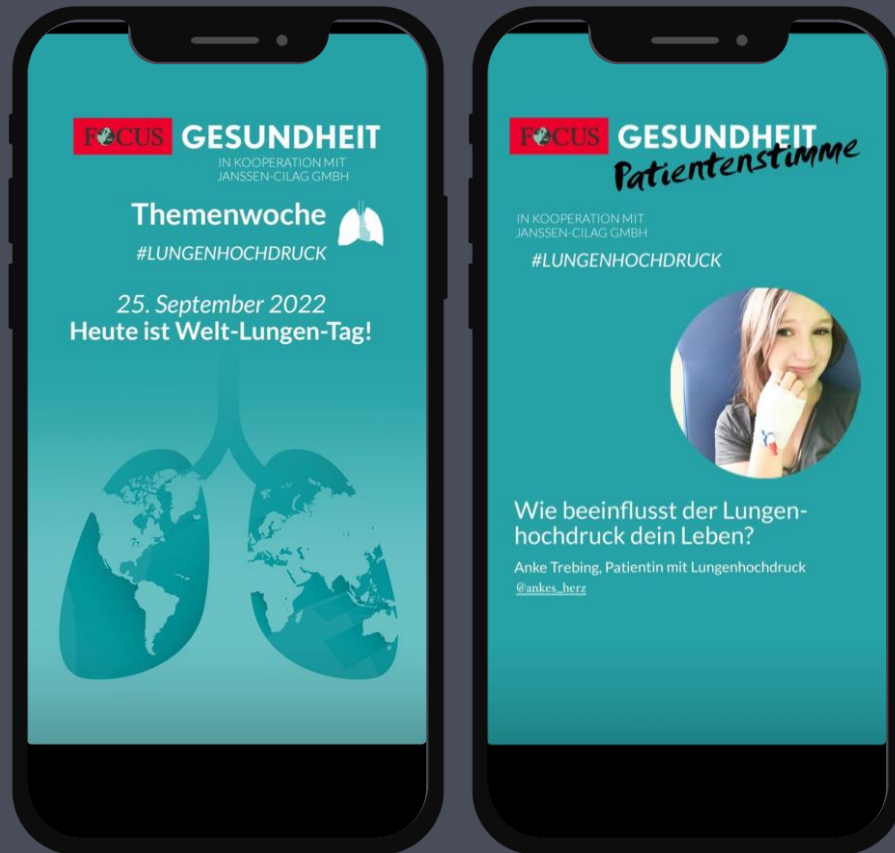 FOCUS GESUNDHEIT
IN KOOPERATION MIT
JANSSEN-CILAG GMBH
Themenwoche
#LUNGENHOCHDRUCK
25. September 2022
Heute ist Welt-Lungen-Tag!
FOCUS GESUNDHEIT
Patientenstimme
IN KOOPERATION MIT
JANSSEN-CILAG GMBH
#LUNGENHOCHDRUCK
Wie beeinflusst der Lungen-
hochdruck dein Leben?
Anke Trebing, Patientin mit Lungenhochdruck
@ankes_herz